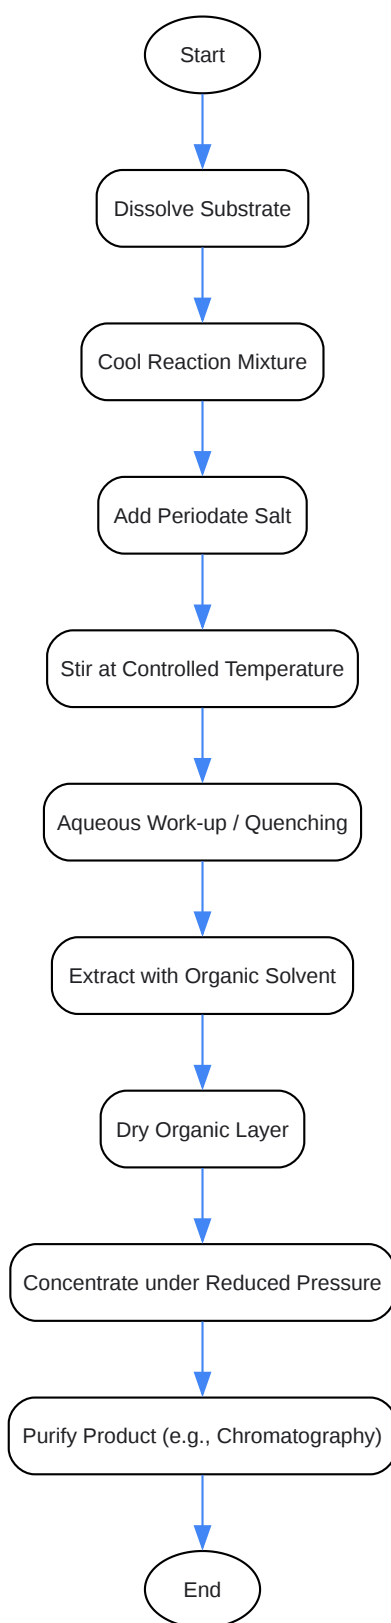 Start
Dissolve Substrate
Cool Reaction Mixture
Add Periodate Salt
Stir at Controlled Temperature
Aqueous Work-up / Quenching
Extract with Organic Solvent
Dry Organic Layer
Concentrate under Reduced Pressure
Purify Product (e.g., Chromatography)
End